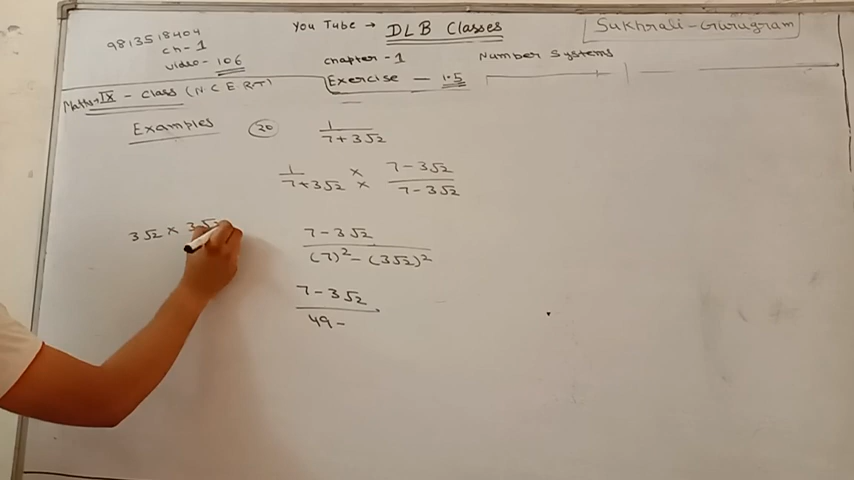 9813518404
ch-1
video-106
You Tube → DLB Classes
Sukhrali-Gurugram
chapter-1
Number Systems
Exercise - 1.5
Maths-IX-Class (NCERT)
Examples
20
1
7+3√2
1 × 7-3√2
7+3√2 × 7-3√2
3√2 × 3√2
7-3√2
(7)² - (3√2)²
7-3√2
49-